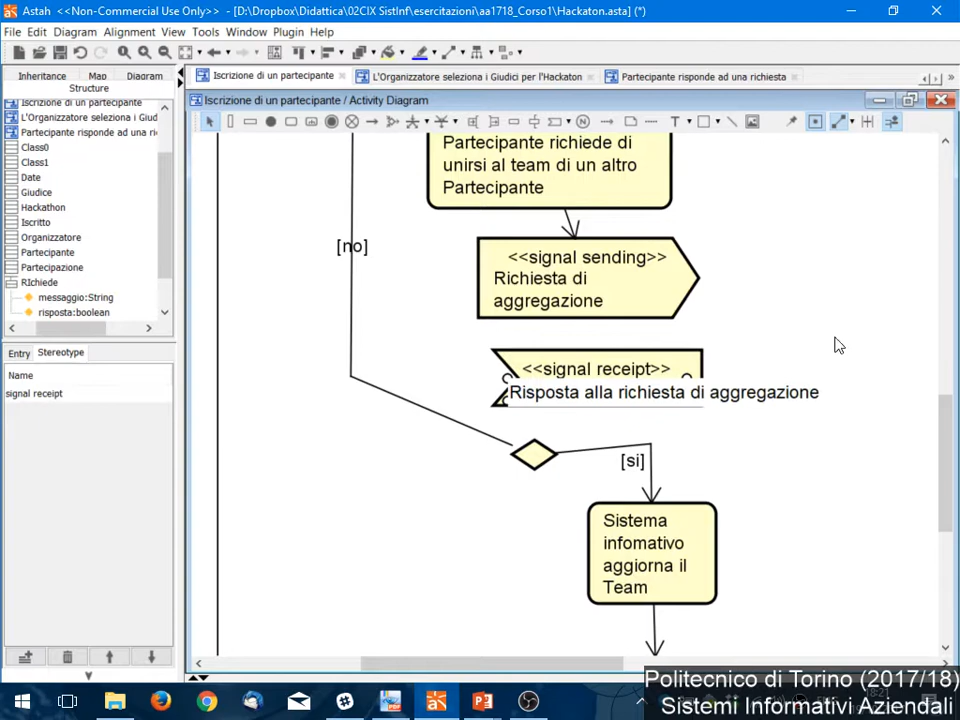 Astah <<Non-Commercial Use Only>> - [D:\Dropbox\Didattica\02CIX SistInf\esercitazioni\aa1718_Corso1\Hackaton.asta] (*)
File Edit Diagram Alignment View Tools Window Plugin Help
Inheritance Map Diagram
Structure
Iscrizione di un partecipante
L'Organizzatore seleziona i Giudici per l'Hackaton
Partecipante risponde ad una richiesta
Iscrizione di un partecipante / Activity Diagram
Iscrizione di un partecipante
L'Organizzatore seleziona i Giud
Partecipante risponde ad una ri
Class0
Class1
Date
Giudice
Hackathon
Iscritto
Organizzatore
Partecipante
Partecipazione
RIchiede
messaggio:String
risposta:boolean
Entry Stereotype
Name
signal receipt
Partecipante richiede di
unirsi al team di un altro
Partecipante
[no]
<<signal sending>>
Richiesta di
aggregazione
<<signal receipt>>
Risposta alla richiesta di aggregazione
[si]
Sistema
infomativo
aggiorna il
Team
Politecnico di Torino (2017/18)
Sistemi Informativi Aziendali
18:21